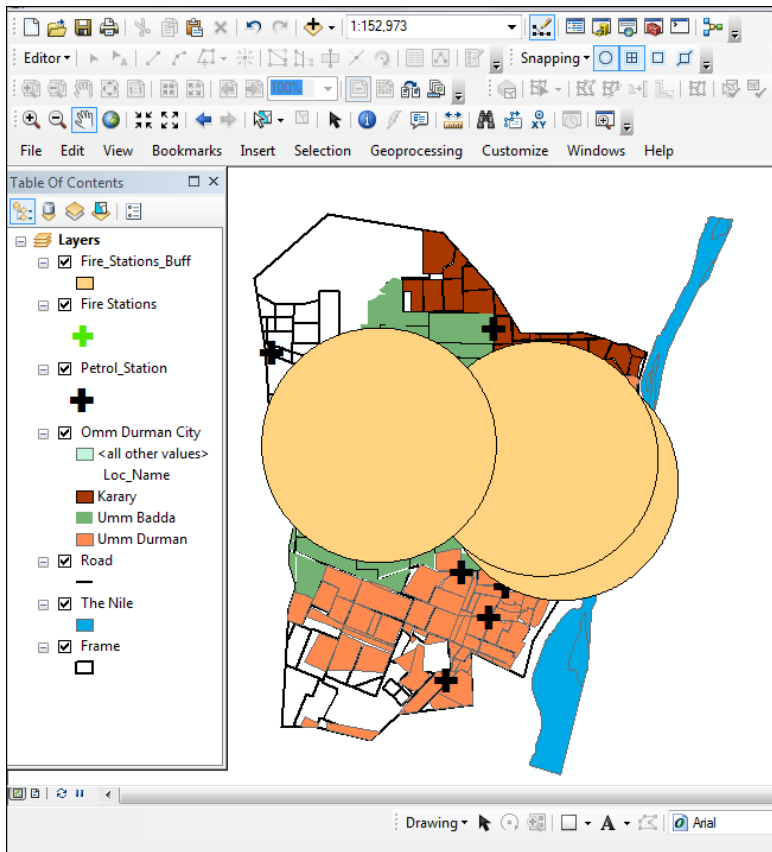 1:152,973
Editor
Snapping
100%
XY
File Edit View Bookmarks Insert Selection Geoprocessing Customize Windows Help
Table Of Contents
Layers
Fire_Stations_Buff
Fire Stations
Petrol_Station
Omm Durman City
<all other values>
Loc_Name
Karary
Umm Badda
Umm Durman
Road
The Nile
Frame
Drawing A Arial